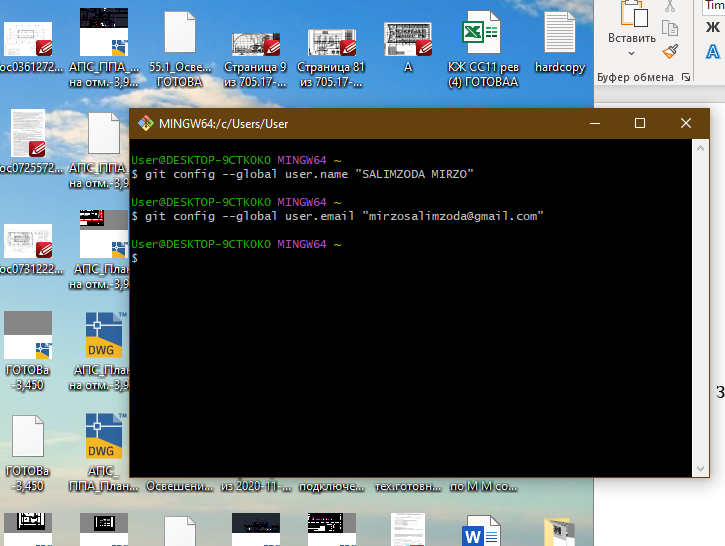 Tim
Вставить
Ж
A
Буфер обмена
oc0361272...
АПС_ППА_...
на отм.-3,9...
55.1_Осве...
ГОТОВА
Страница 9
из 705.17-...
Страница 81
из 705.17-...
A
КЖ СС11 рев
(4) ГОТОВАА
hardcopy
MINGW64:/c/Users/User
User@DESKTOP-9CTKOKO MINGW64 ~
$ git config --global user.name "SALIMZODA MIRZO"
User@DESKTOP-9CTKOKO MINGW64 ~
$ git config --global user.email "mirzosalimzoda@gmail.com"
User@DESKTOP-9CTKOKO MINGW64 ~
$
oc0725572...
АПС_ППА_...
на отм.-3,9
oc0731222...
АПС_План
на отм.-3,9
DWG
ГОТОВа
-3,450
АПС_План
на отм.-3,9
3
DWG
ГОТОВа
-3,450
АПС_
ППА_План...
Освешени...
из 2020-11-...
подключе...
тех.готовн...
по М М со...